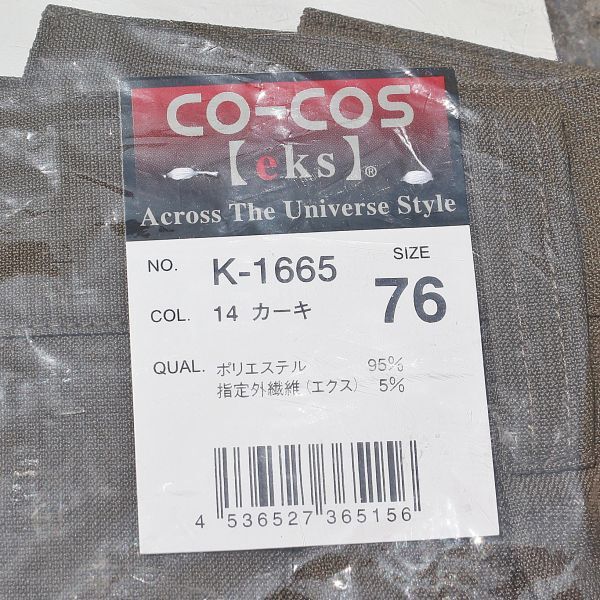 CO-COS
【eks】®
Across The Universe Style
NO. K-1665 SIZE
COL. 14 カーキ 76
QUAL. ポリエステル 95%
指定外繊維(エクス) 5%
4 536527 365156